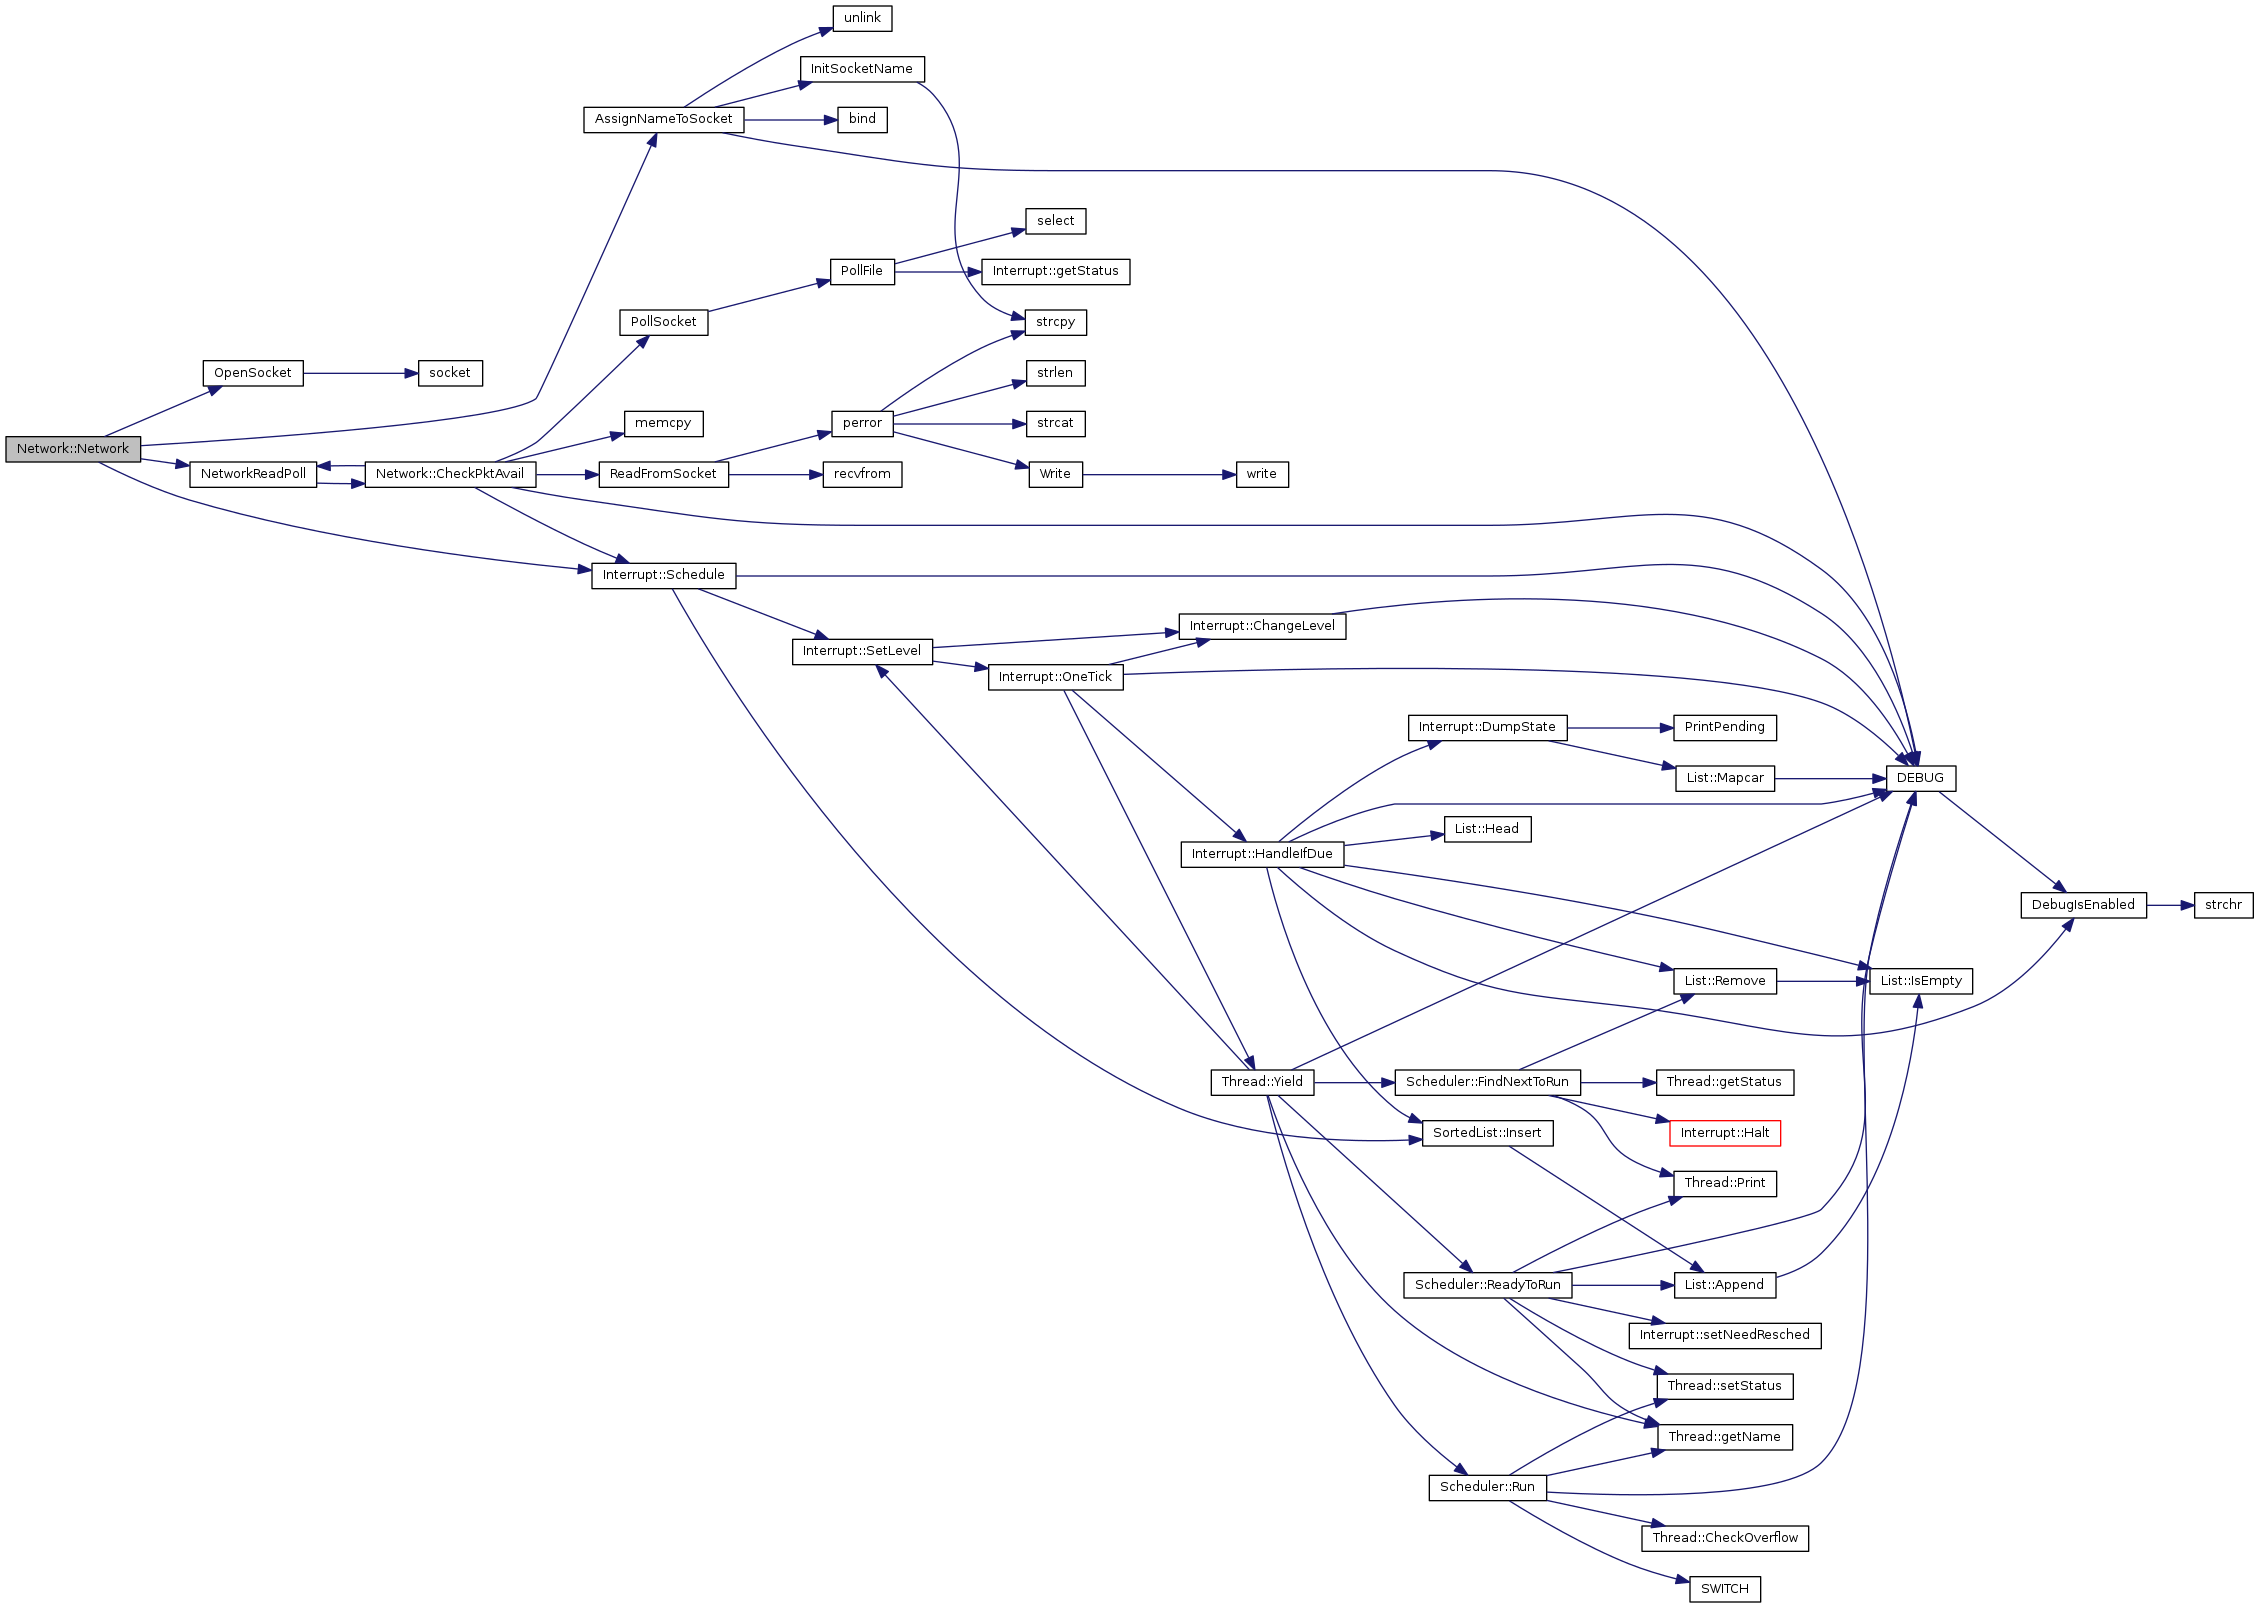 unlink
InitSocketName
AssignNameToSocket
bind
select
PollFile
Interrupt::getStatus
PollSocket
strcpy
OpenSocket
socket
strlen
memcpy
perror
strcat
Network::Network
NetworkReadPoll
Network::CheckPktAvail
ReadFromSocket
recvfrom
Write
write
Interrupt::Schedule
Interrupt::ChangeLevel
Interrupt::SetLevel
Interrupt::OneTick
Interrupt::DumpState
PrintPending
List::Mapcar
DEBUG
List::Head
Interrupt::HandleIfDue
DebugIsEnabled
strchr
List::Remove
List::IsEmpty
Thread::Yield
Scheduler::FindNextToRun
Thread::getStatus
SortedList::Insert
Interrupt::Halt
Thread::Print
Scheduler::ReadyToRun
List::Append
Interrupt::setNeedResched
Thread::setStatus
Thread::getName
Scheduler::Run
Thread::CheckOverflow
SWITCH